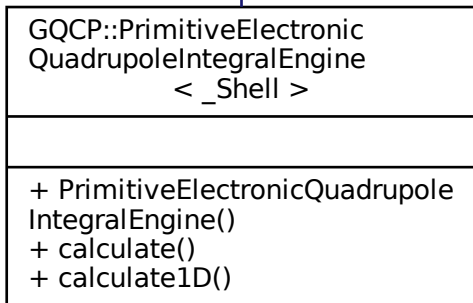 GQCP::PrimitiveElectronic
QuadrupoleIntegralEngine
< _Shell >
+ PrimitiveElectronicQuadrupole
IntegralEngine()
+ calculate()
+ calculate1D()